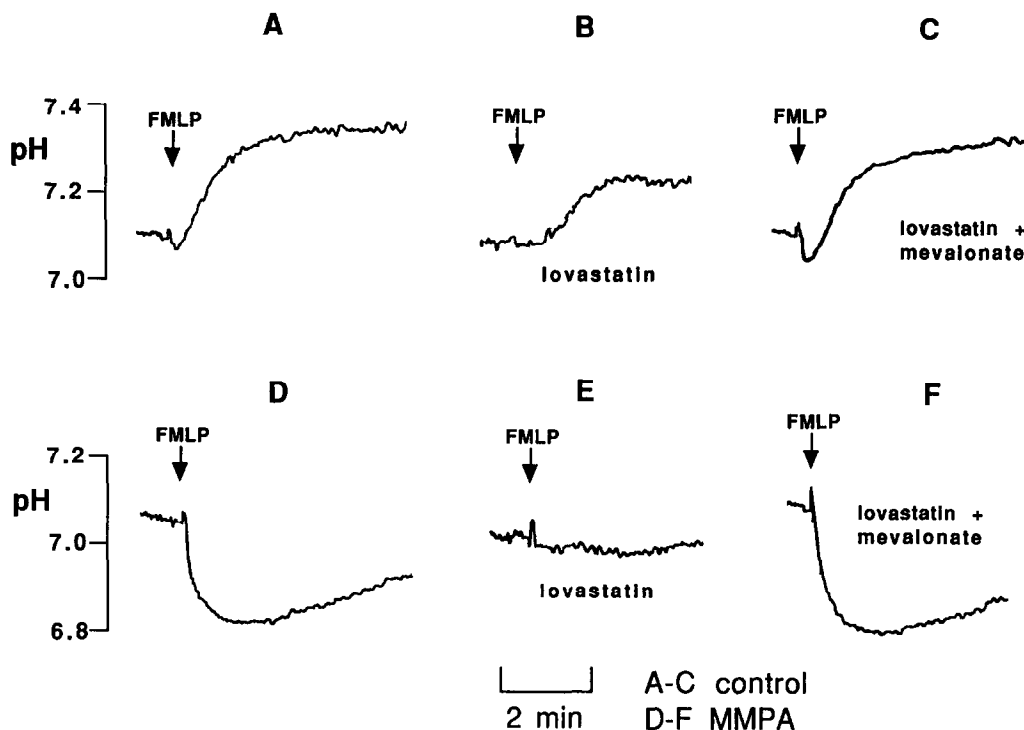 A
B
C
7.4
pH
7.2
7.0
FMLP
FMLP
lovastatin
FMLP
lovastatin +
mevalonate
D
E
F
7.2
pH
7.0
6.8
FMLP
FMLP
lovastatin
FMLP
lovastatin +
mevalonate
2 min
A-C control
D-F MMPA